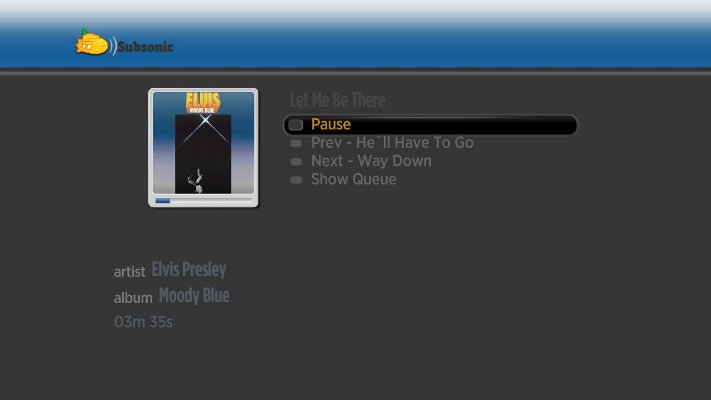 Subsonic
ELVIS
MOODY BLUE
Let Me Be There
Pause
Prev - He`ll Have To Go
Next - Way Down
Show Queue
artist Elvis Presley
album Moody Blue
03m 35s